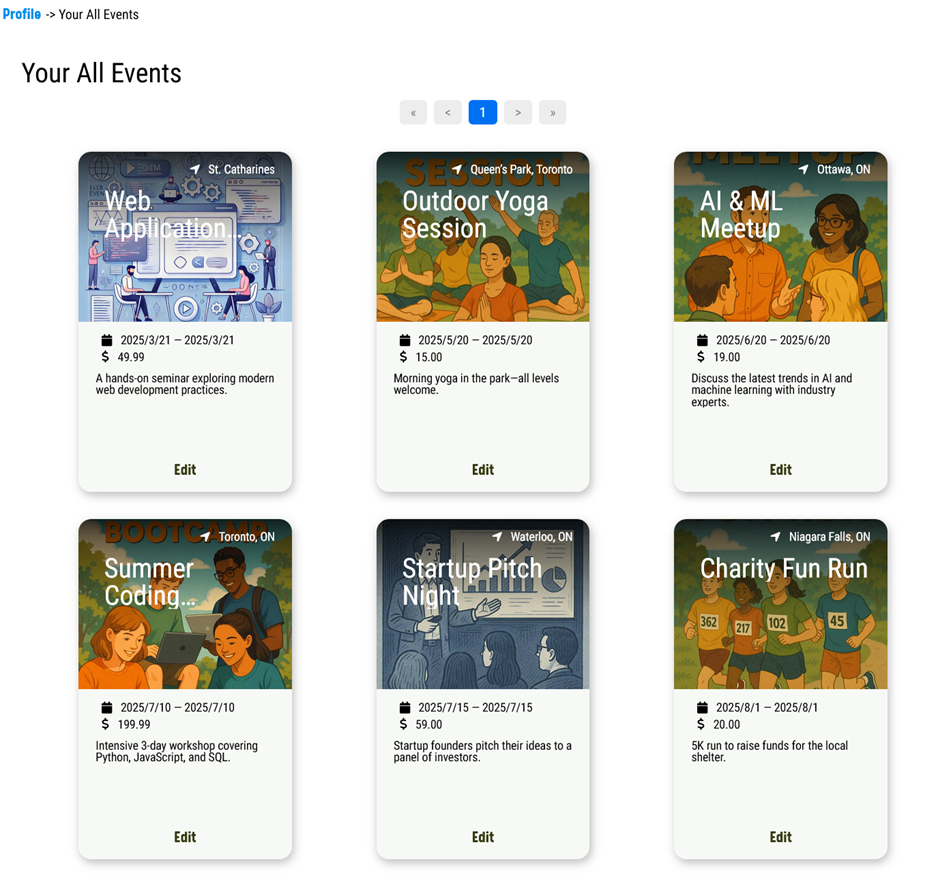 Profile -> Your All Events
Your All Events
« < 1 > »
St. Catharines
Web
Application...
2025/3/21 — 2025/3/21
$ 49.99
A hands-on seminar exploring modern
web development practices.
Edit
SESSION
Queen's Park, Toronto
Outdoor Yoga
Session
2025/5/20 — 2025/5/20
$ 15.00
Morning yoga in the park—all levels
welcome.
Edit
MEETUP
Ottawa, ON
AI & ML
Meetup
2025/6/20 — 2025/6/20
$ 19.00
Discuss the latest trends in AI and
machine learning with industry
experts.
Edit
BOOTCAMP
Toronto, ON
Summer
Coding...
2025/7/10 — 2025/7/10
$ 199.99
Intensive 3-day workshop covering
Python, JavaScript, and SQL.
Edit
Waterloo, ON
Startup Pitch
Night
2025/7/15 — 2025/7/15
$ 59.00
Startup founders pitch their ideas to a
panel of investors.
Edit
Niagara Falls, ON
Charity Fun Run
362
217
102
45
2025/8/1 — 2025/8/1
$ 20.00
5K run to raise funds for the local
shelter.
Edit